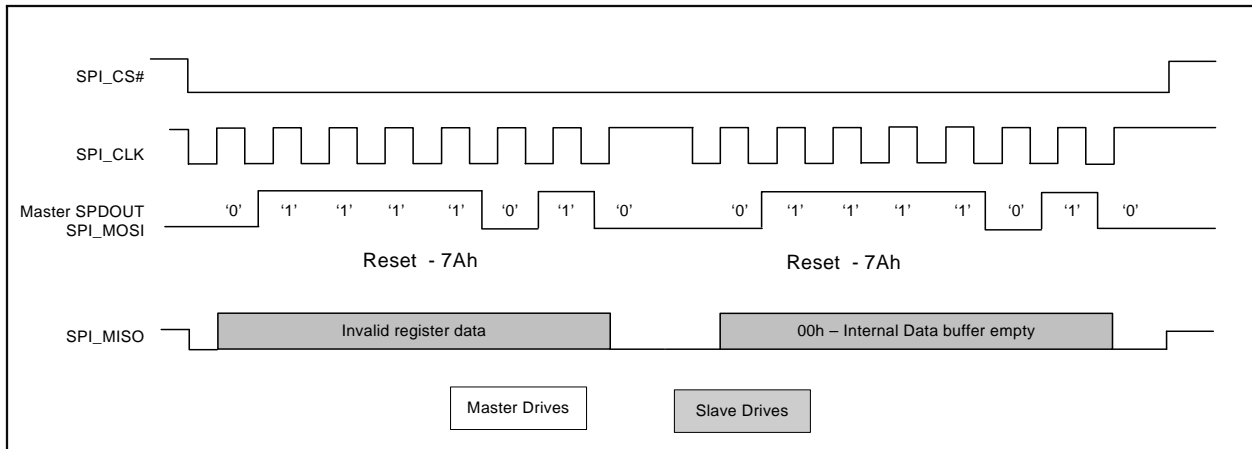 SPI_CS#
SPI_CLK
Master SPDOUT
SPI_MOSI
‘0’ ‘1’ ‘1’ ‘1’ ‘1’ ‘0’ ‘1’ ‘0’ ‘0’ ‘1’ ‘1’ ‘1’ ‘1’ ‘0’ ‘1’ ‘0’
Reset - 7Ah Reset - 7Ah
SPI_MISO
Invalid register data 00h – Internal Data buffer empty
Master Drives Slave Drives